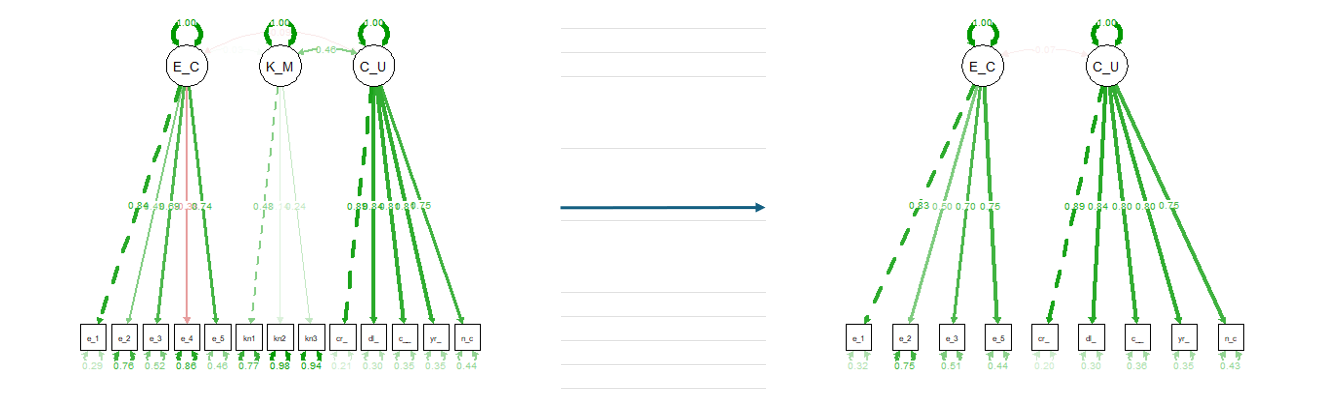 1.00 1.00 1.00 1.00 1.00
0.46 0.07
E_C K_M C_U E_C C_U
0.84 0.69 0.74 0.48 0.24 0.89 0.84 0.81 0.81 0.75 0.83 0.50 0.70 0.75 0.89 0.84 0.80 0.80 0.75
e_1 e_2 e_3 e_4 e_5 kn1 kn2 kn3 cr_ dl_ c__ yr_ n_c e_1 e_2 e_3 e_5 cr_ dl_ c__ yr_ n_c
0.29 0.76 0.52 0.86 0.46 0.77 0.98 0.94 0.21 0.30 0.35 0.35 0.44 0.32 0.75 0.51 0.44 0.20 0.30 0.36 0.35 0.43